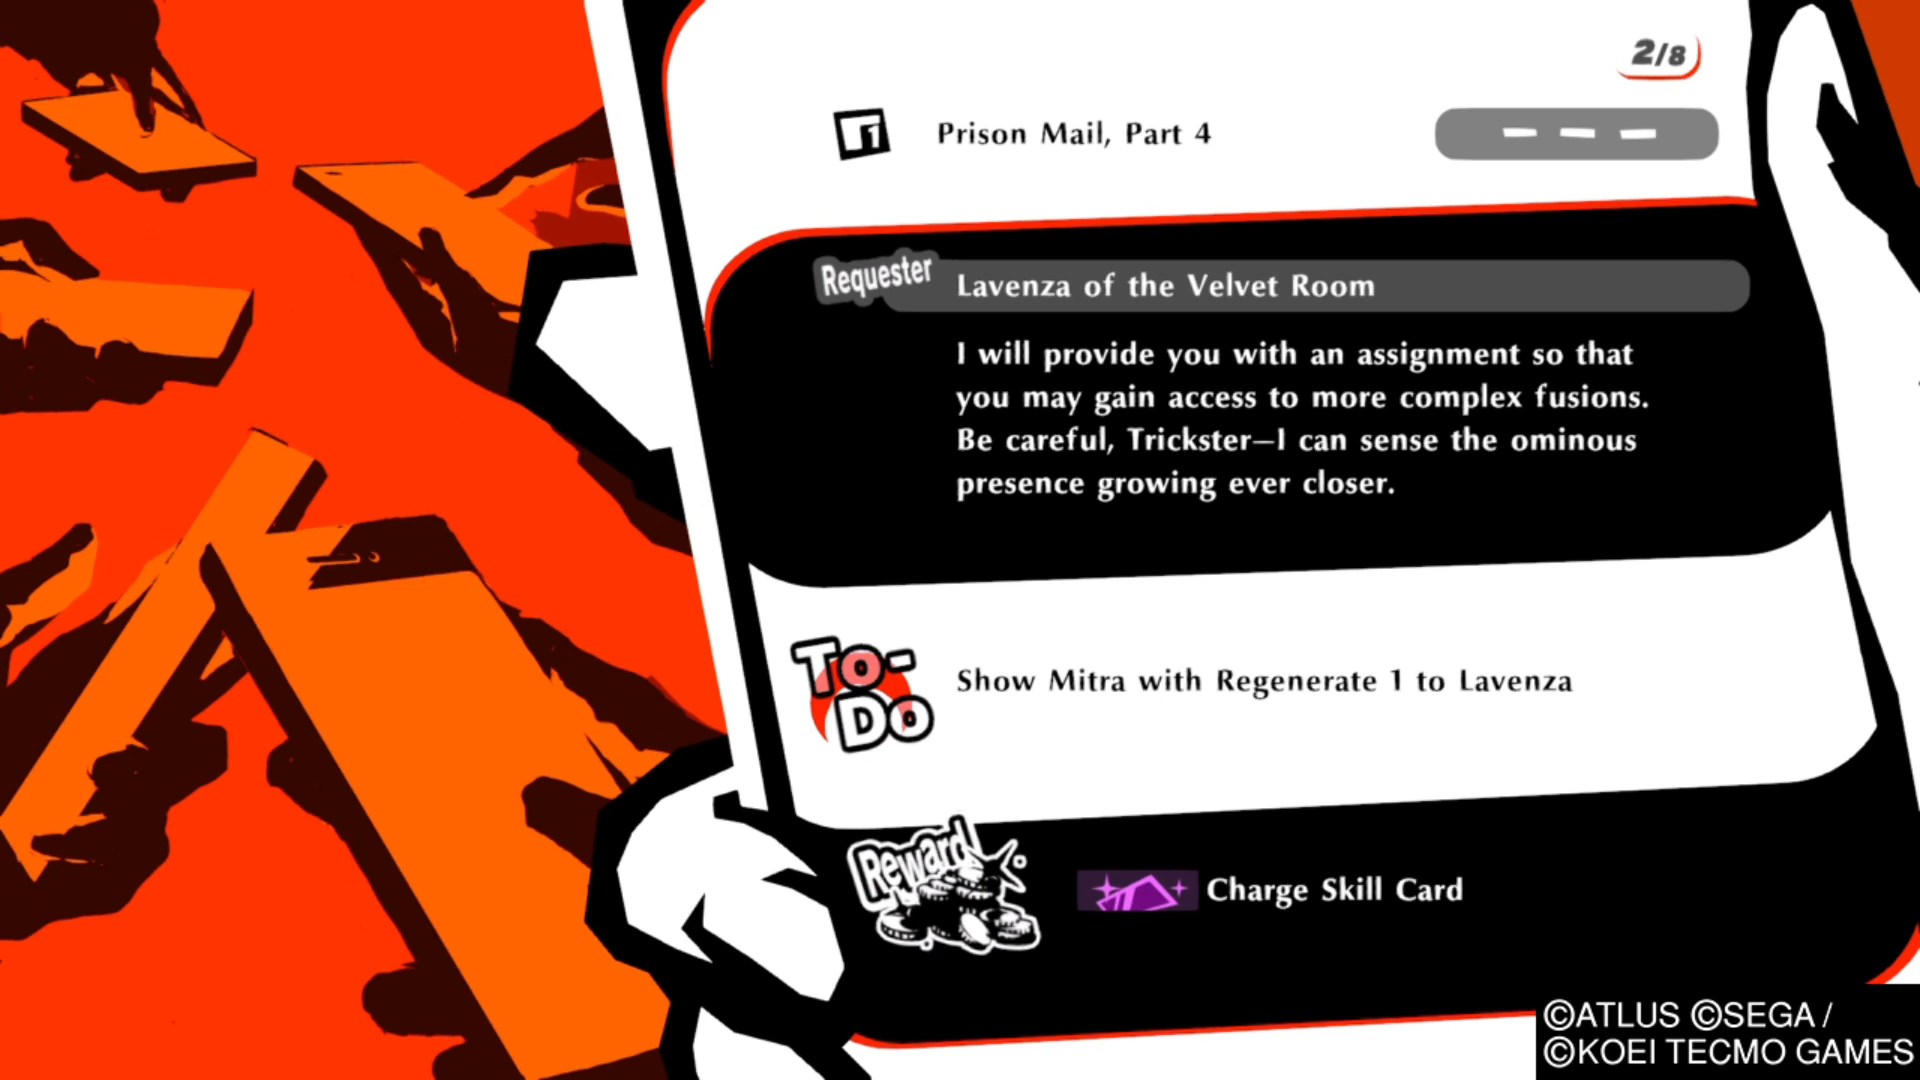 2/8
Prison Mail, Part 4
Requester
Lavenza of the Velvet Room
I will provide you with an assignment so that
you may gain access to more complex fusions.
Be careful, Trickster—I can sense the ominous
presence growing ever closer.
To-
Do
Show Mitra with Regenerate 1 to Lavenza
Reward
Charge Skill Card
©ATLUS ©SEGA /
©KOEI TECMO GAMES